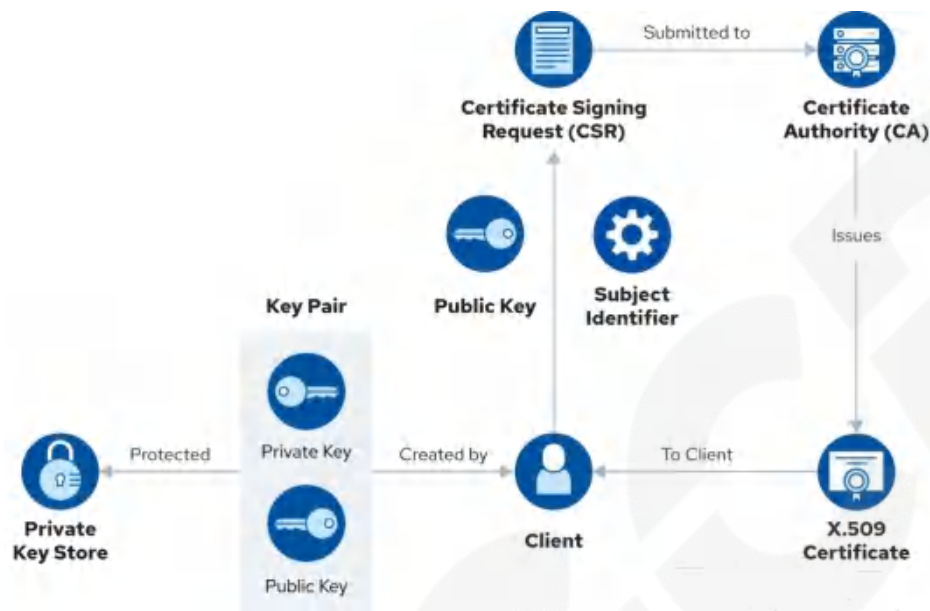 Submitted to
Certificate Signing
Request (CSR)
Certificate
Authority (CA)
Issues
Public Key
Subject
Identifier
Key Pair
Private Key
Protected
Created by
To Client
Private
Key Store
Public Key
Client
X.509
Certificate